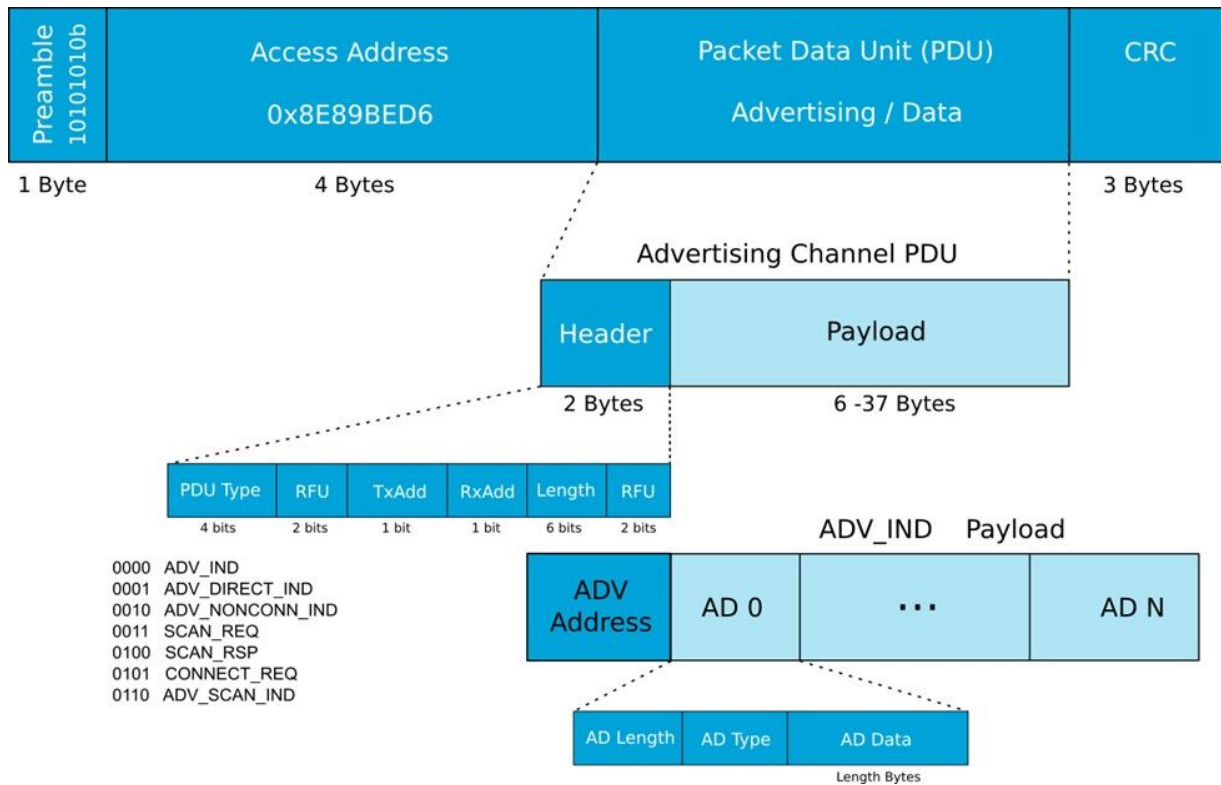 Preamble
10101010b
Access Address
0x8E89BED6
Packet Data Unit (PDU)
Advertising / Data
CRC
1 Byte
4 Bytes
3 Bytes
Advertising Channel PDU
Header
Payload
2 Bytes
6 -37 Bytes
PDU Type
RFU
TxAdd
RxAdd
Length
RFU
4 bits
2 bits
1 bit
1 bit
6 bits
2 bits
0000 ADV_IND
0001 ADV_DIRECT_IND
0010 ADV_NONCONN_IND
0011 SCAN_REQ
0100 SCAN_RSP
0101 CONNECT_REQ
0110 ADV_SCAN_IND
ADV_IND Payload
ADV
Address
AD 0
...
AD N
AD Length
AD Type
AD Data
Length Bytes